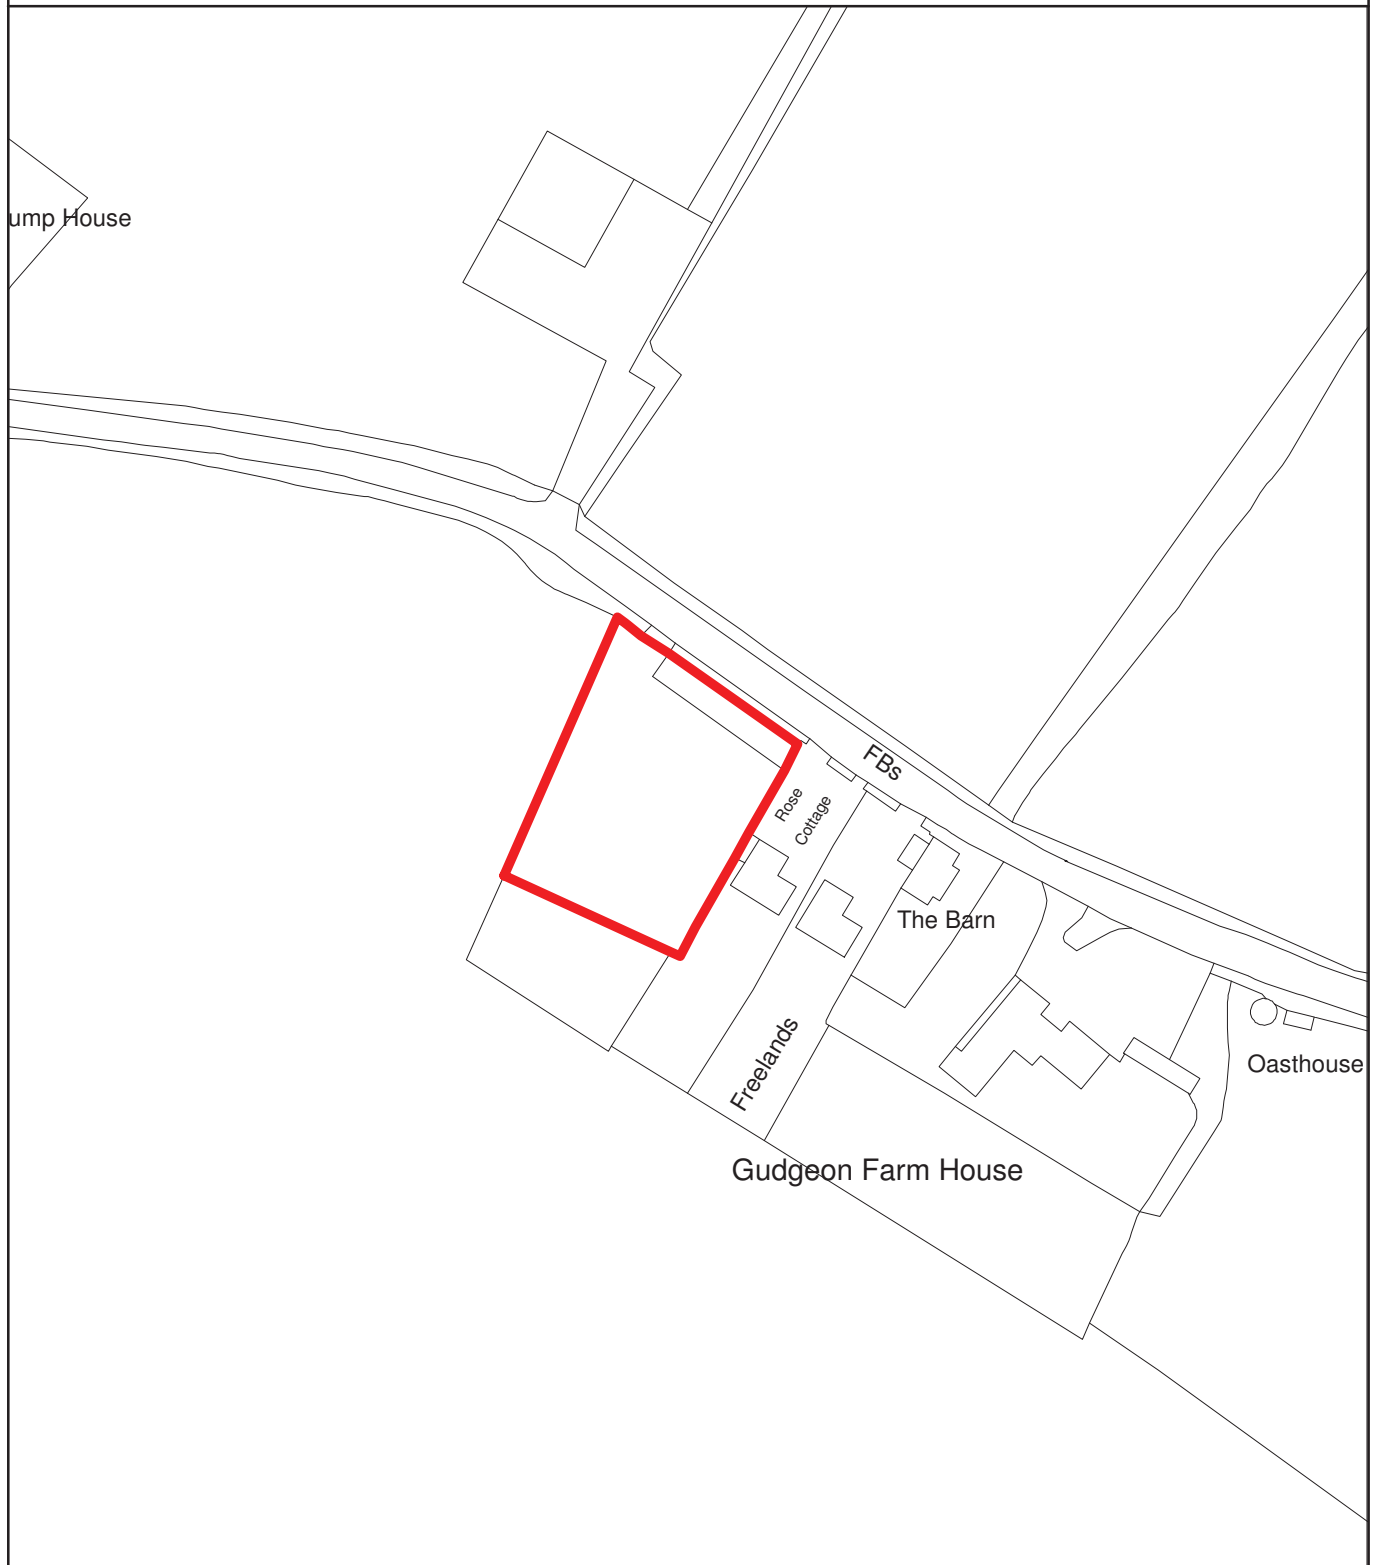 ump House
FBs
Rose
Cottage
The Barn
Freelands
Oasthouse
Gudgeon Farm House